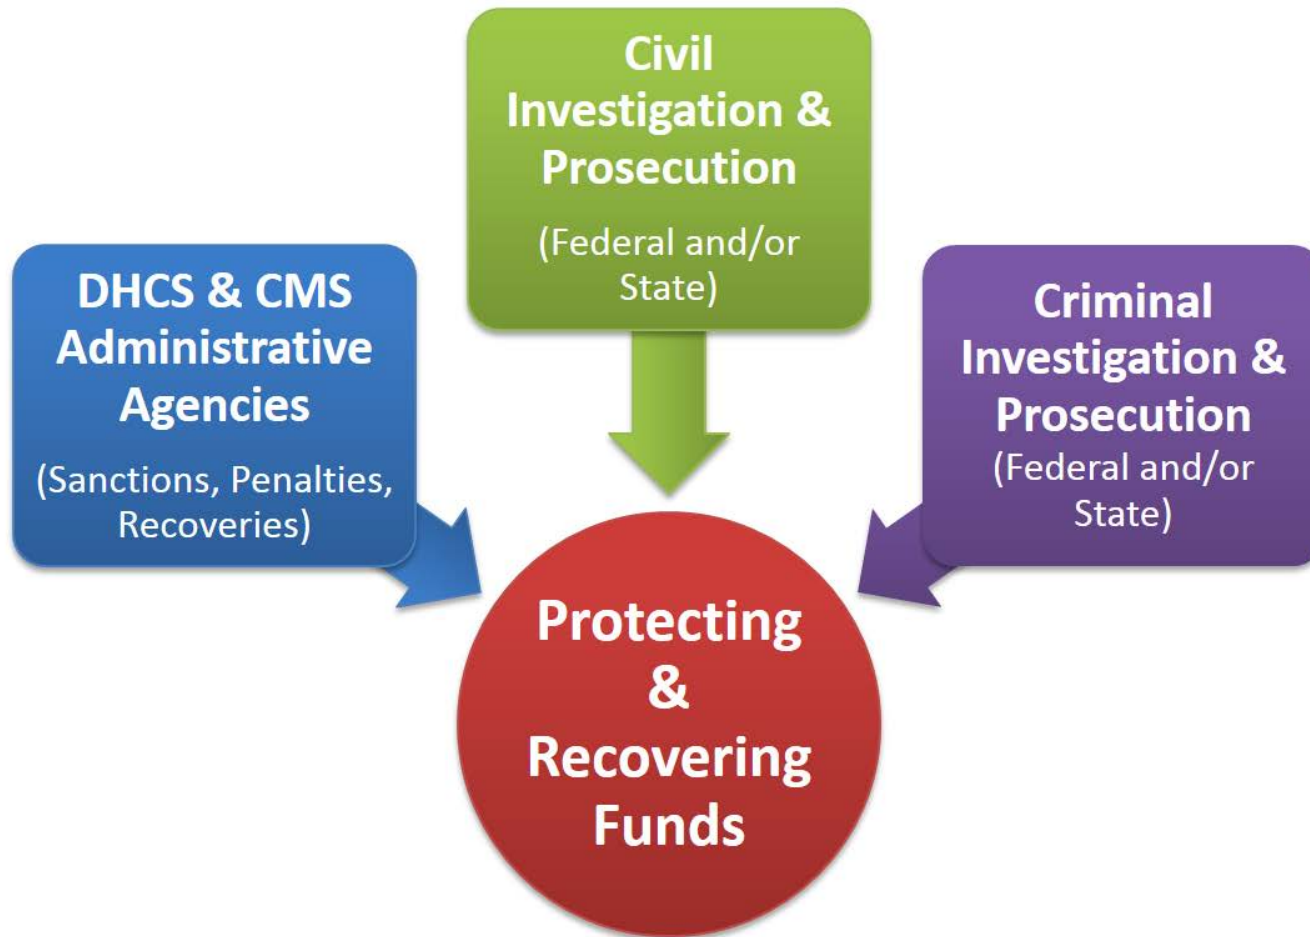 Civil
Investigation &
Prosecution
(Federal and/or
State)
DHCS & CMS
Administrative
Agencies
(Sanctions, Penalties,
Recoveries)
Criminal
Investigation &
Prosecution
(Federal and/or
State)
Protecting
&
Recovering
Funds